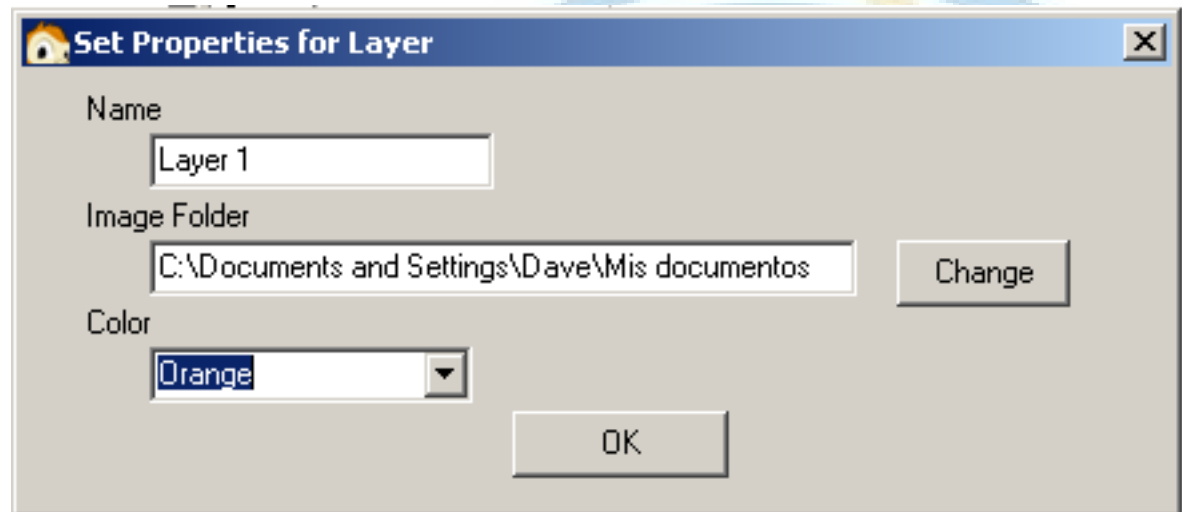 Set Properties for Layer
Name
Layer 1
Image Folder
C:\Documents and Settings\Dave\Mis documentos
Change
Color
Orange
OK